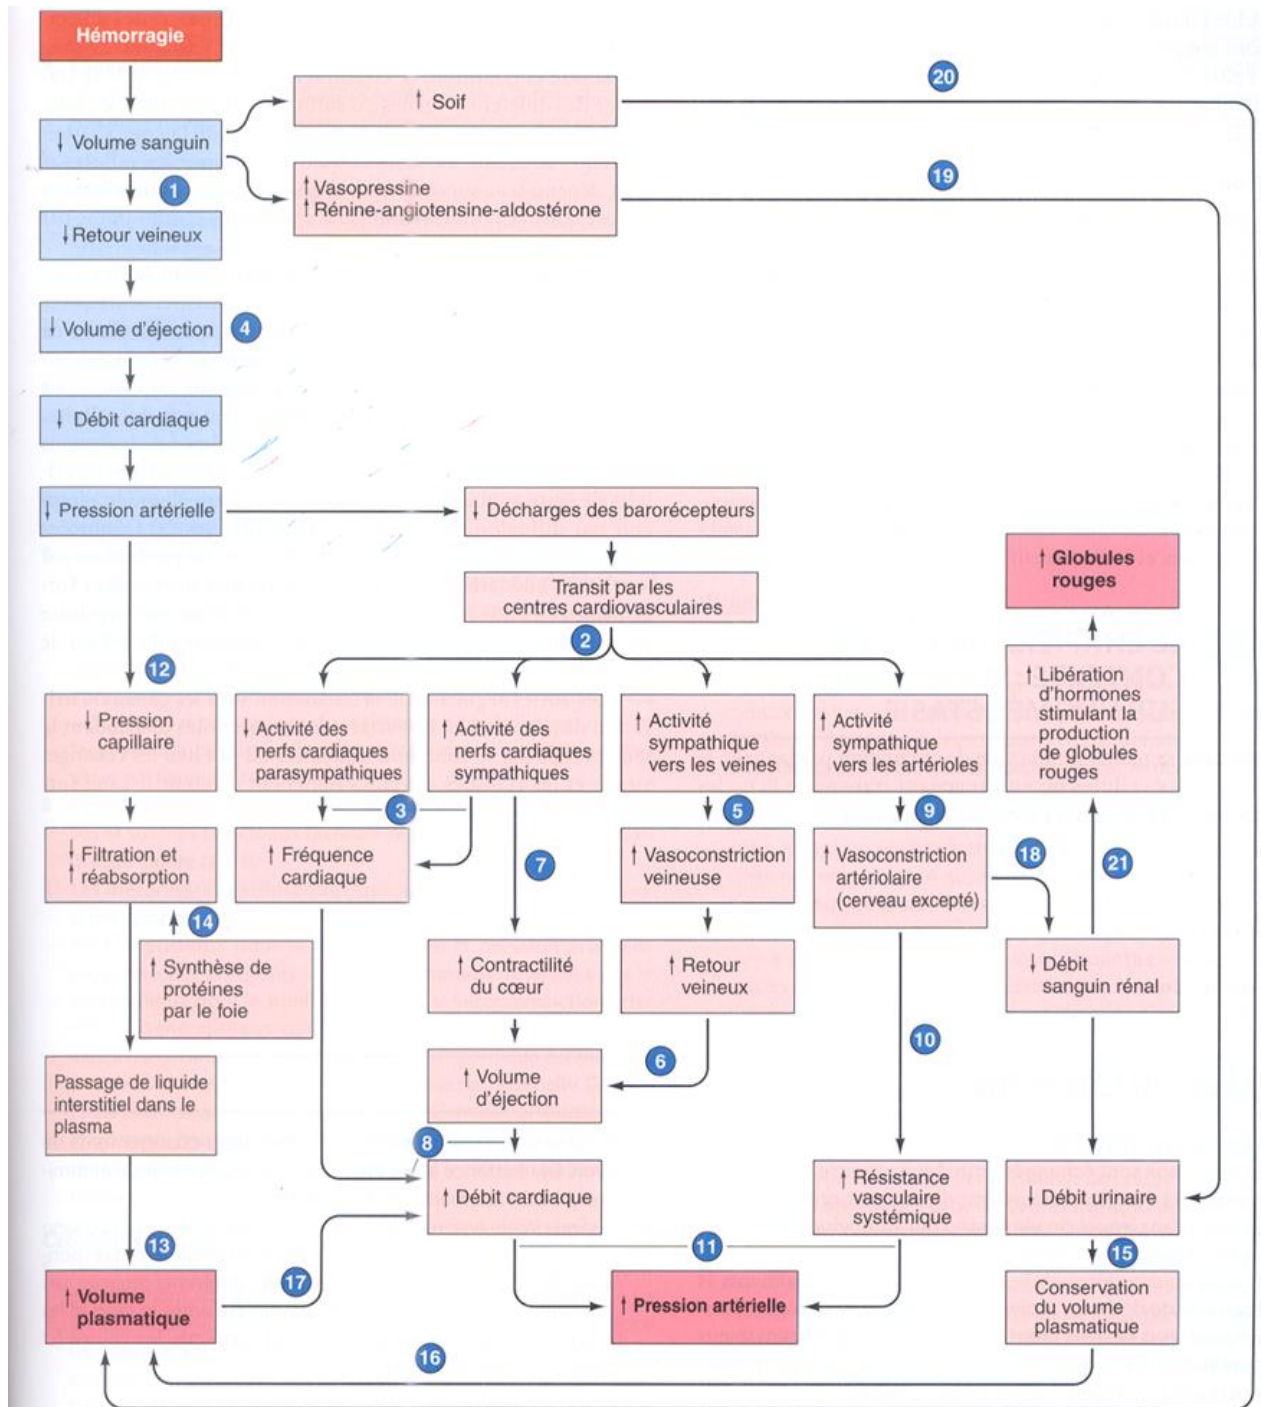 Hémorragie
20
↑ Soif
↓ Volume sanguin
1
↑ Vasopressine
↑ Rénine-angiotensine-aldostérone
19
↓ Retour veineux
↓ Volume d'éjection
4
↓ Débit cardiaque
↓ Pression artérielle
↓ Décharges des barorécepteurs
Transit par les
centres cardiovasculaires
2
↑ Globules
rouges
12
↓ Pression
capillaire
↓ Activité des
nerfs cardiaques
parasympathiques
↑ Activité des
nerfs cardiaques
sympathiques
↑ Activité
sympathique
vers les veines
↑ Activité
sympathique
vers les artérioles
↑ Libération
d'hormones
stimulant la
production
de globules
rouges
3
5
9
↓ Filtration et
↑ réabsorption
↑ Fréquence
cardiaque
7
↑ Vasoconstriction
veineuse
↑ Vasoconstriction
artériolaire
(cerveau excepté)
18
21
14
↑ Synthèse de
protéines
par le foie
↑ Contractilité
du cœur
↑ Retour
veineux
↓ Débit
sanguin rénal
10
6
Passage de liquide
interstitiel dans le
plasma
↑ Volume
d'éjection
8
↑ Débit cardiaque
↑ Résistance
vasculaire
systémique
↓ Débit urinaire
13
11
15
17
↑ Volume
plasmatique
↑ Pression artérielle
Conservation
du volume
plasmatique
16